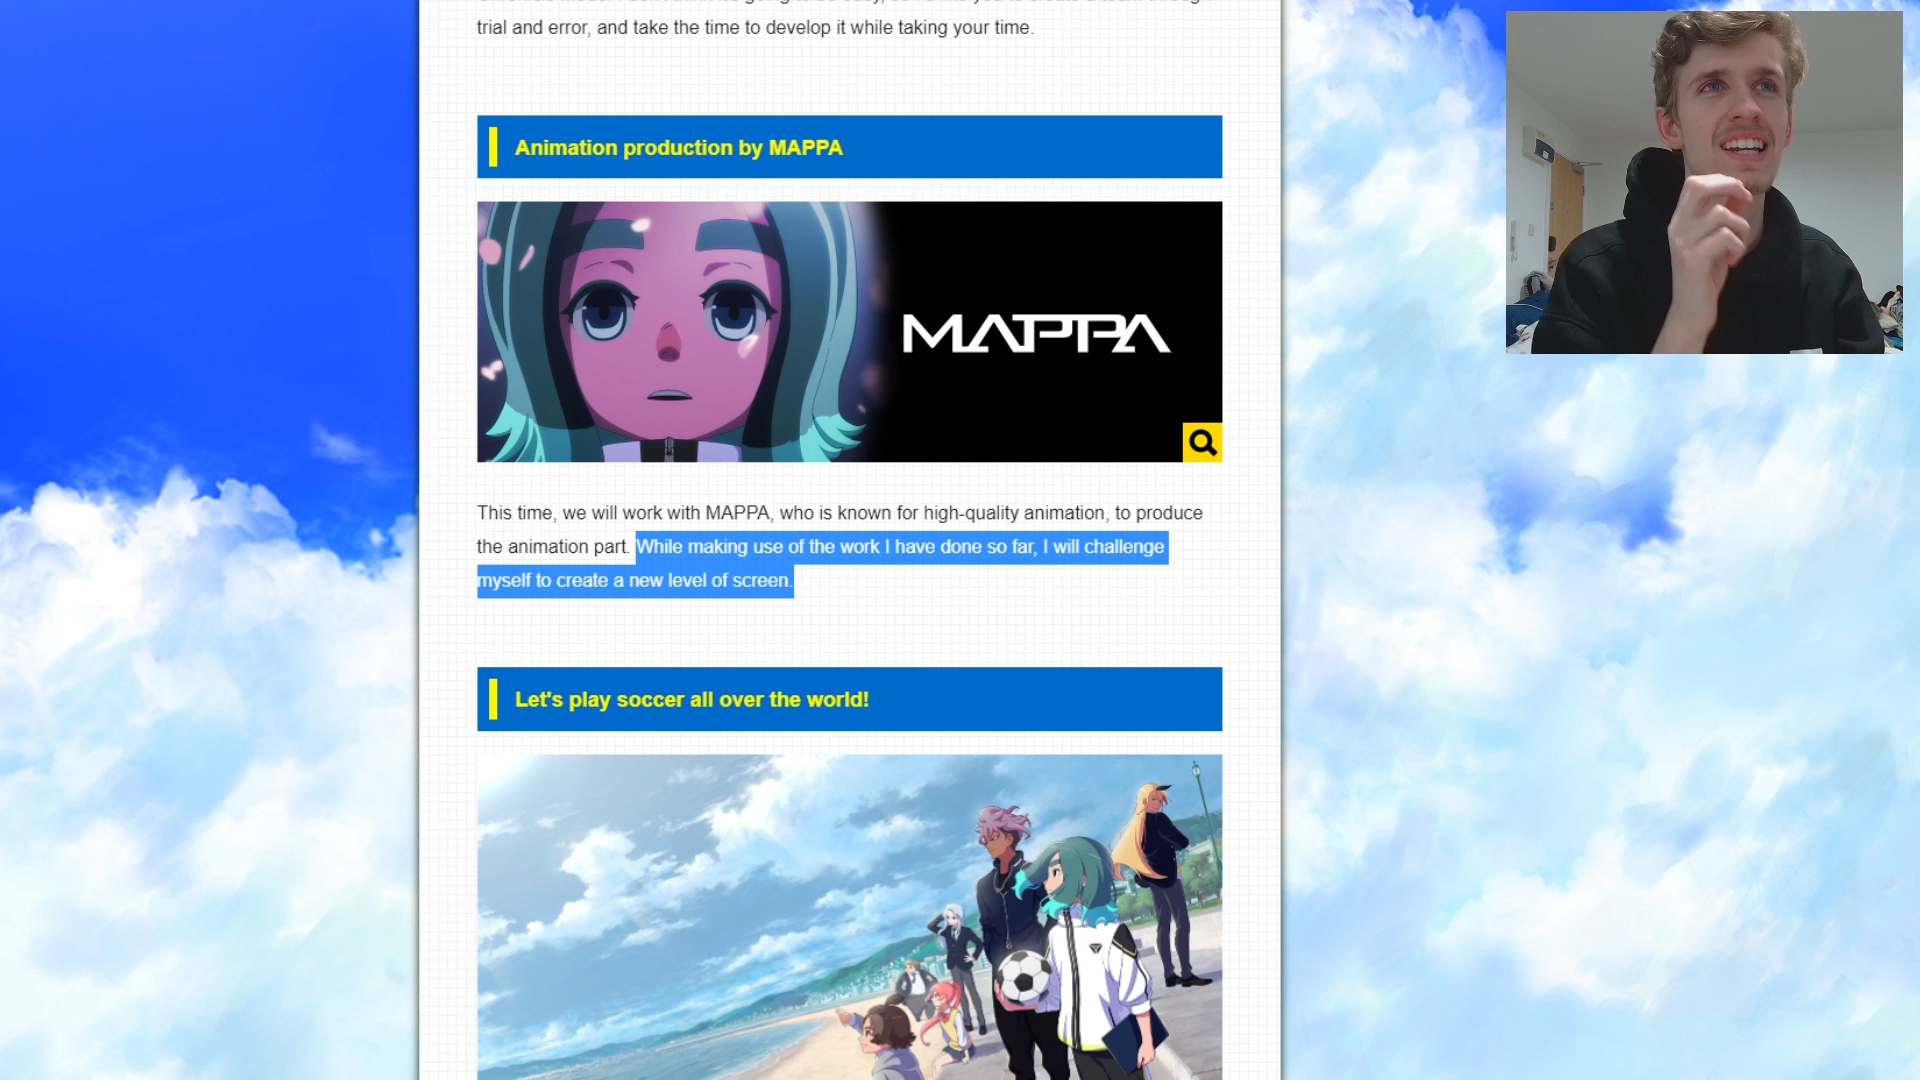 trial and error, and take the time to develop it while taking your time.
Animation production by MAPPA
MAPPA
This time, we will work with MAPPA, who is known for high-quality animation, to produce
the animation part. While making use of the work I have done so far, I will challenge
myself to create a new level of screen.
Let's play soccer all over the world!